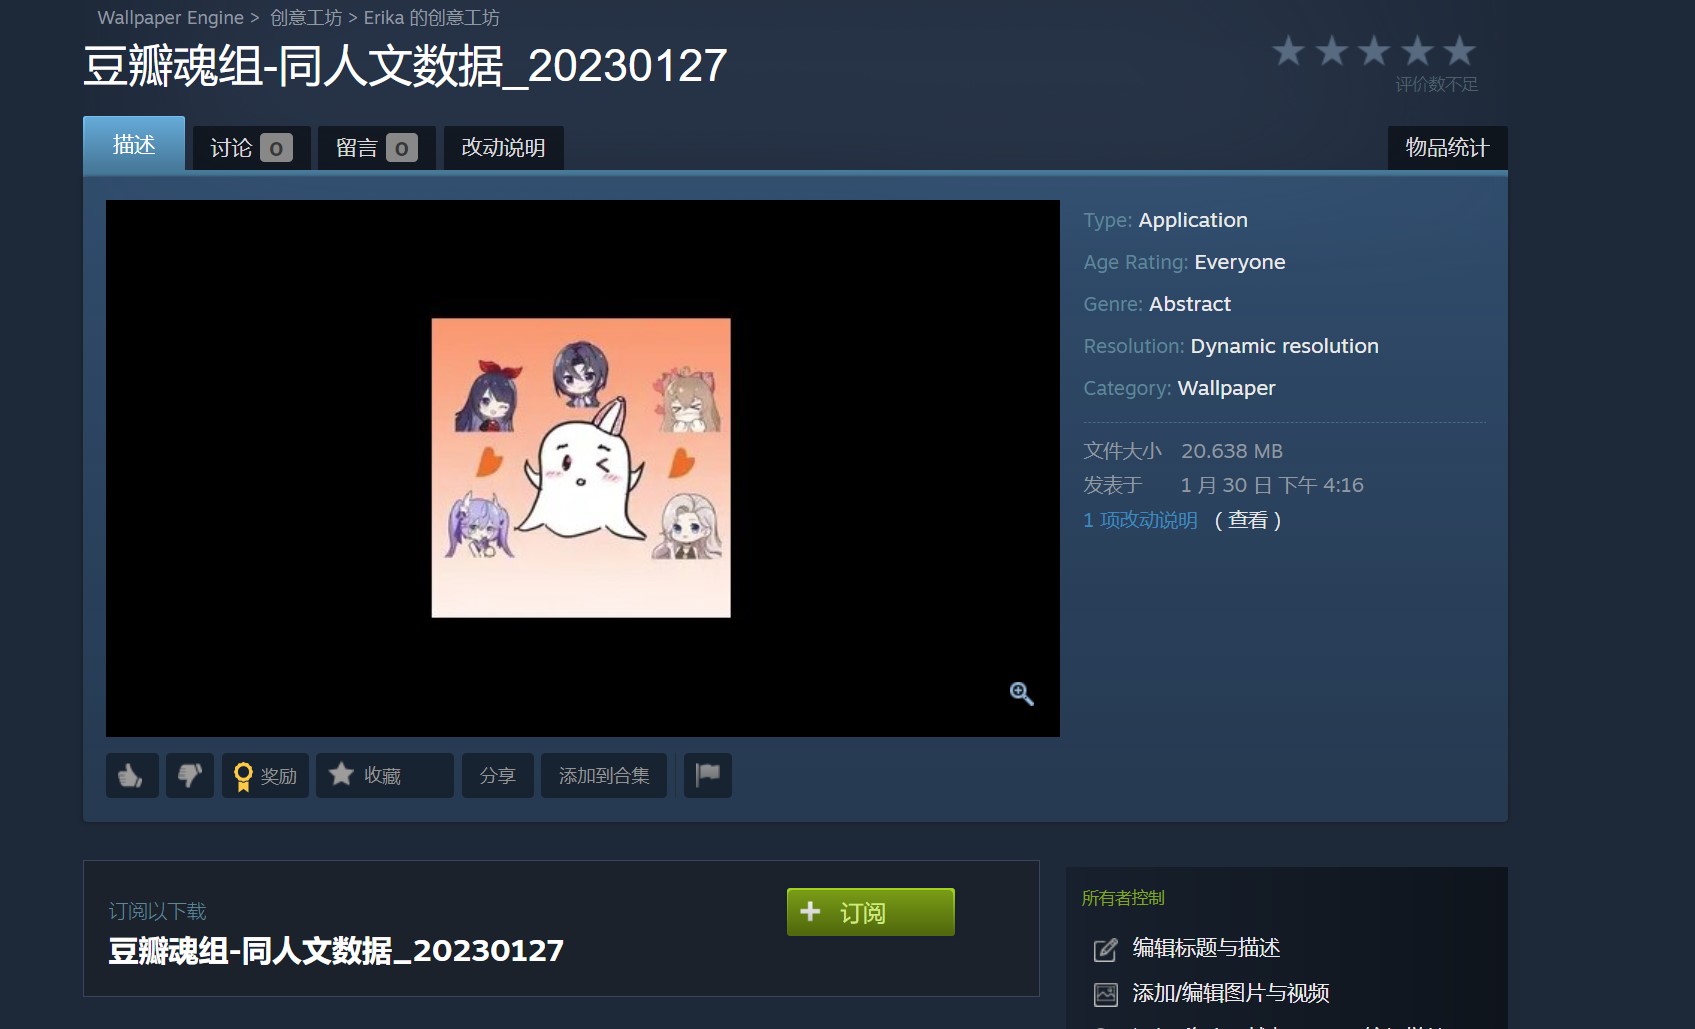 Wallpaper Engine > 创意工坊 > Erika 的创意工坊
豆瓣魂组-同人文数据_20230127
评价数不足
描述
讨论 0
留言 0
改动说明
物品统计
Type: Application
Age Rating: Everyone
Genre: Abstract
Resolution: Dynamic resolution
Category: Wallpaper
文件大小 20.638 MB
发表于 1 月 30 日 下午 4:16
1 项改动说明 ( 查看 )
奖励
收藏
分享
添加到合集
订阅以下载
豆瓣魂组-同人文数据_20230127
订阅
所有者控制
编辑标题与描述
添加/编辑图片与视频